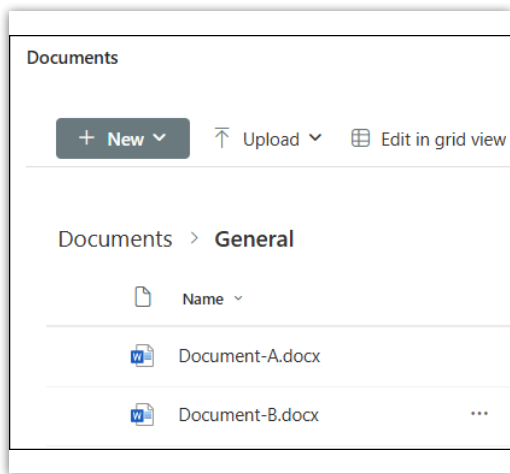 Documents
+ New Upload Edit in grid view
Documents > General
Name
Document-A.docx
Document-B.docx ...